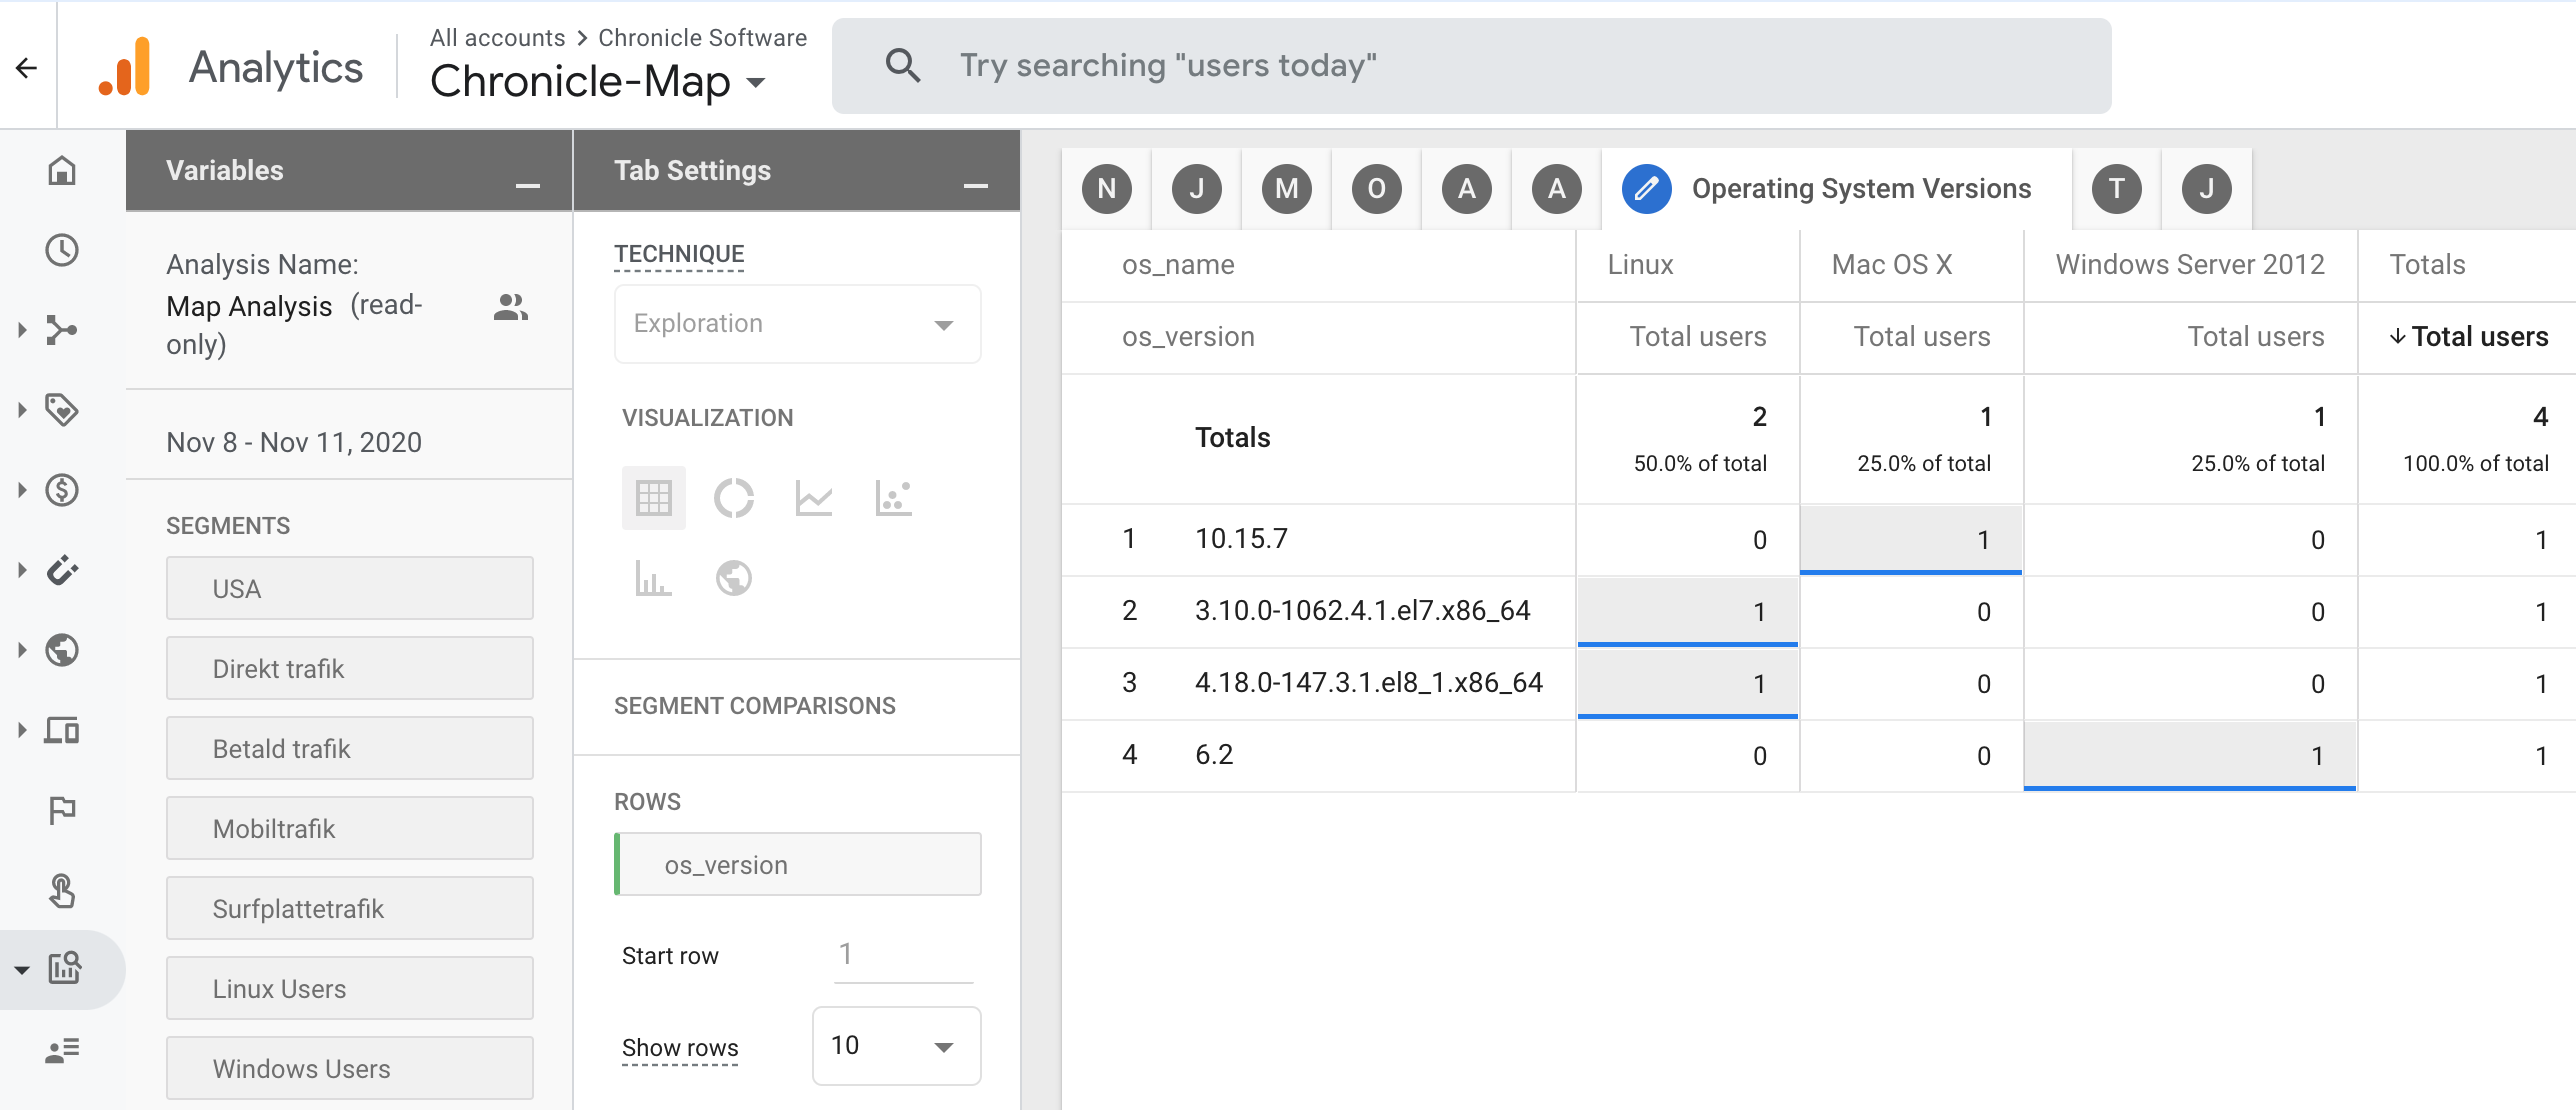 Analytics
All accounts > Chronicle Software
Chronicle-Map
Try searching "users today"
Variables
Analysis Name:
Map Analysis (read-
only)
Nov 8 - Nov 11, 2020
SEGMENTS
USA
Direkt trafik
Betald trafik
Mobiltrafik
Surfplattetrafik
Linux Users
Windows Users
Tab Settings
TECHNIQUE
Exploration
VISUALIZATION
SEGMENT COMPARISONS
ROWS
os_version
Start row 1
Show rows 10
N J M O A A Operating System Versions T J
os_name Linux Mac OS X Windows Server 2012 Totals
os_version Total users Total users Total users ↓ Total users
Totals 2 1 1 4
50.0% of total 25.0% of total 25.0% of total 100.0% of total
1 10.15.7 0 1 0 1
2 3.10.0-1062.4.1.el7.x86_64 1 0 0 1
3 4.18.0-147.3.1.el8_1.x86_64 1 0 0 1
4 6.2 0 0 1 1